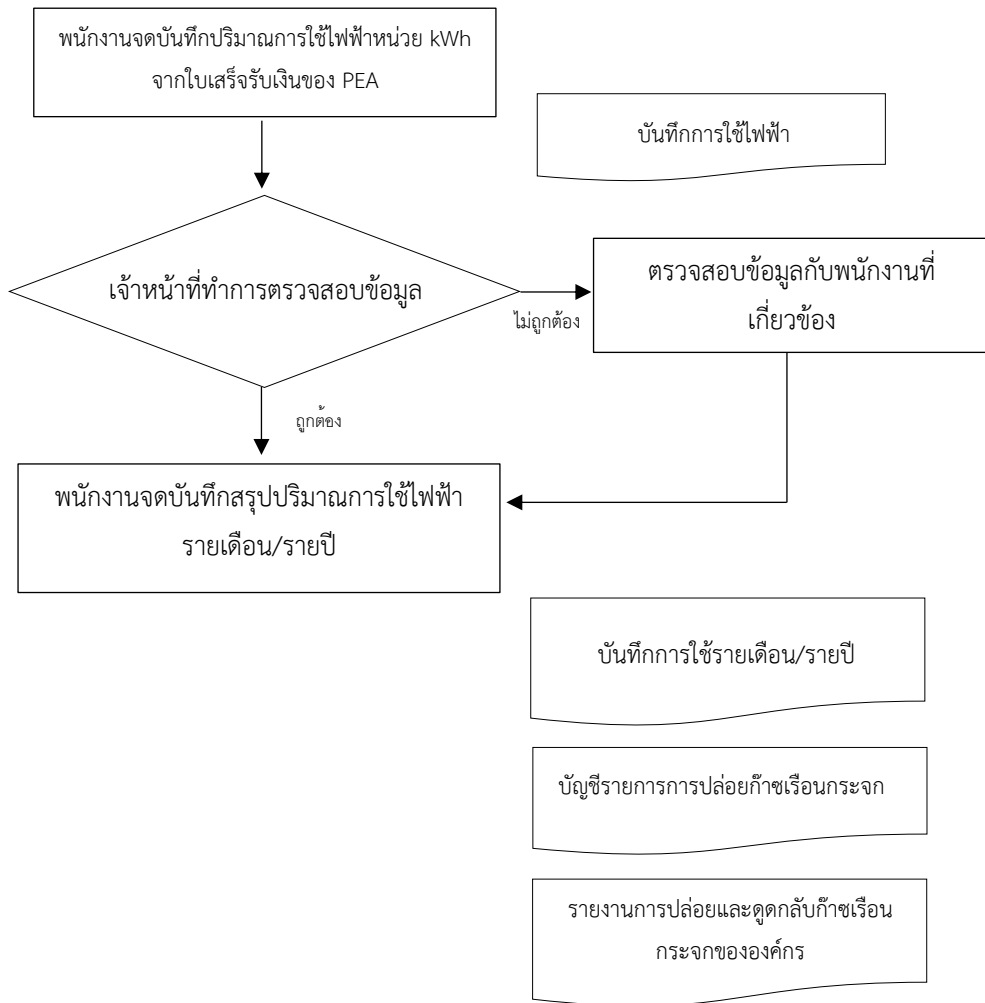 พนักงานจดบันทึกปริมาณการใช้ไฟฟ้าหน่วย kWh
จากใบเสร็จรับเงินของ PEA
บันทึกการใช้ไฟฟ้า
เจ้าหน้าที่ทำการตรวจสอบข้อมูล
ไม่ถูกต้อง
ตรวจสอบข้อมูลกับพนักงานที่
เกี่ยวข้อง
ถูกต้อง
พนักงานจดบันทึกสรุปปริมาณการใช้ไฟฟ้า
รายเดือน/รายปี
บันทึกการใช้รายเดือน/รายปี
บัญชีรายการการปล่อยก๊าซเรือนกระจก
รายงานการปล่อยและดูดกลับก๊าซเรือน
กระจกขององค์กร